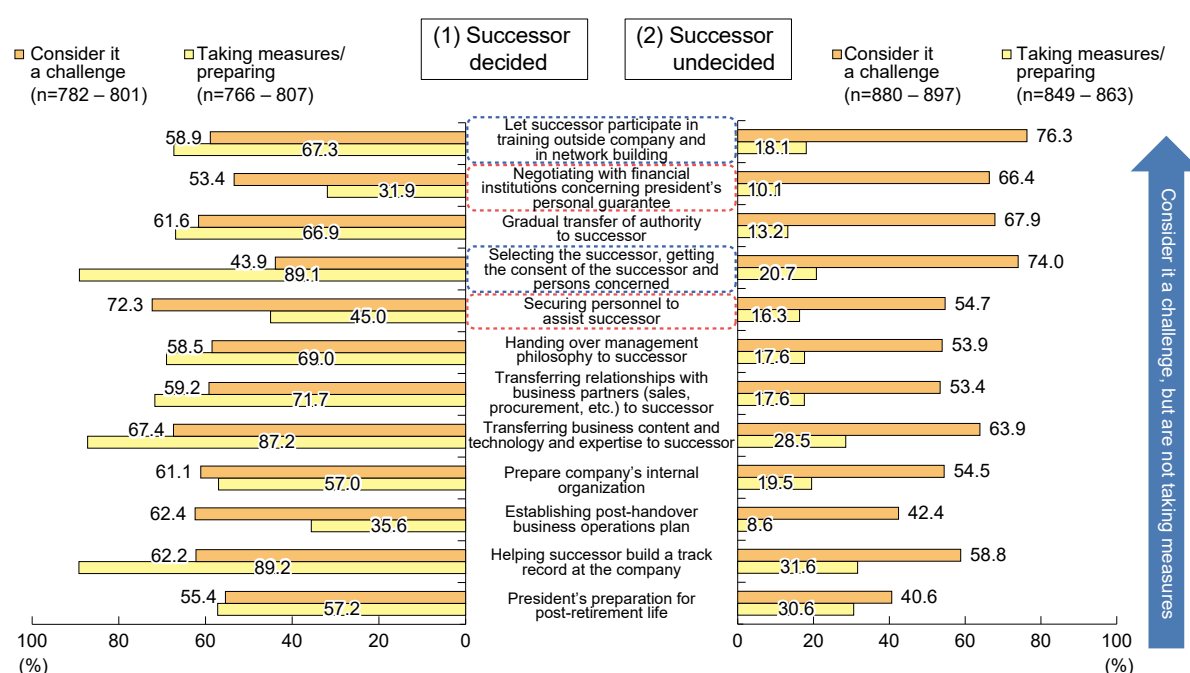 (1) Successor
decided
(2) Successor
undecided
Consider it
a challenge
(n=782 – 801)
Taking measures/
preparing
(n=766 – 807)
Consider it
a challenge
(n=880 – 897)
Taking measures/
preparing
(n=849 – 863)
58.9
67.3
Let successor participate in
training outside company and
in network building
76.3
18.1
53.4
31.9
Negotiating with financial
institutions concerning president's
personal guarantee
66.4
10.1
61.6
66.9
Gradual transfer of authority
to successor
67.9
13.2
43.9
89.1
Selecting the successor, getting
the consent of the successor and
persons concerned
74.0
20.7
72.3
45.0
Securing personnel to
assist successor
54.7
16.3
58.5
69.0
Handing over management
philosophy to successor
53.9
17.6
59.2
71.7
Transferring relationships with
business partners (sales,
procurement, etc.) to successor
53.4
17.6
67.4
87.2
Transferring business content and
technology and expertise to successor
63.9
28.5
61.1
57.0
Prepare company's internal
organization
54.5
19.5
62.4
35.6
Establishing post-handover
business operations plan
42.4
8.6
62.2
89.2
Helping successor build a track
record at the company
58.8
31.6
55.4
57.2
President's preparation for
post-retirement life
40.6
30.6
100 80 60 40 20 0
(%)
0 20 40 60 80 100
(%)
Consider it a challenge, but are not taking measures